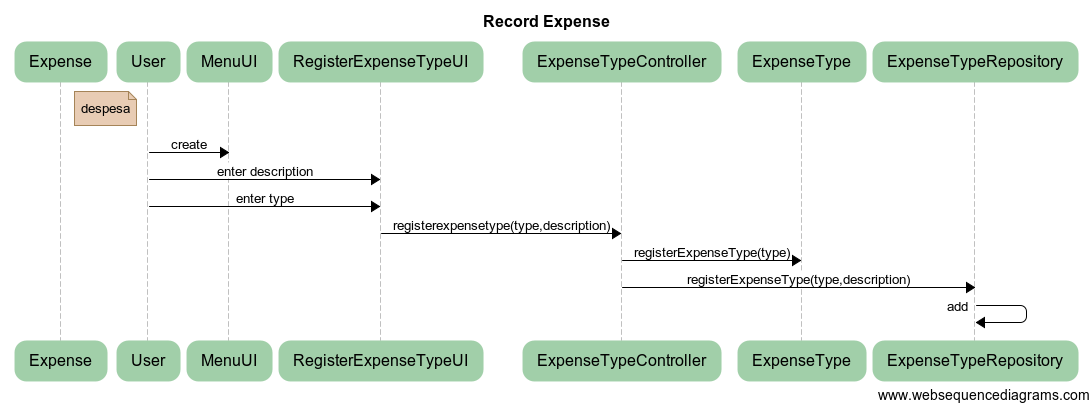 Record Expense
Expense User MenuUI RegisterExpenseTypeUI ExpenseTypeController ExpenseType ExpenseTypeRepository
despesa
create
enter description
enter type
registerexpensetype(type,description)
registerExpenseType(type)
registerExpenseType(type,description)
add
Expense User MenuUI RegisterExpenseTypeUI ExpenseTypeController ExpenseType ExpenseTypeRepository
www.websequencediagrams.com